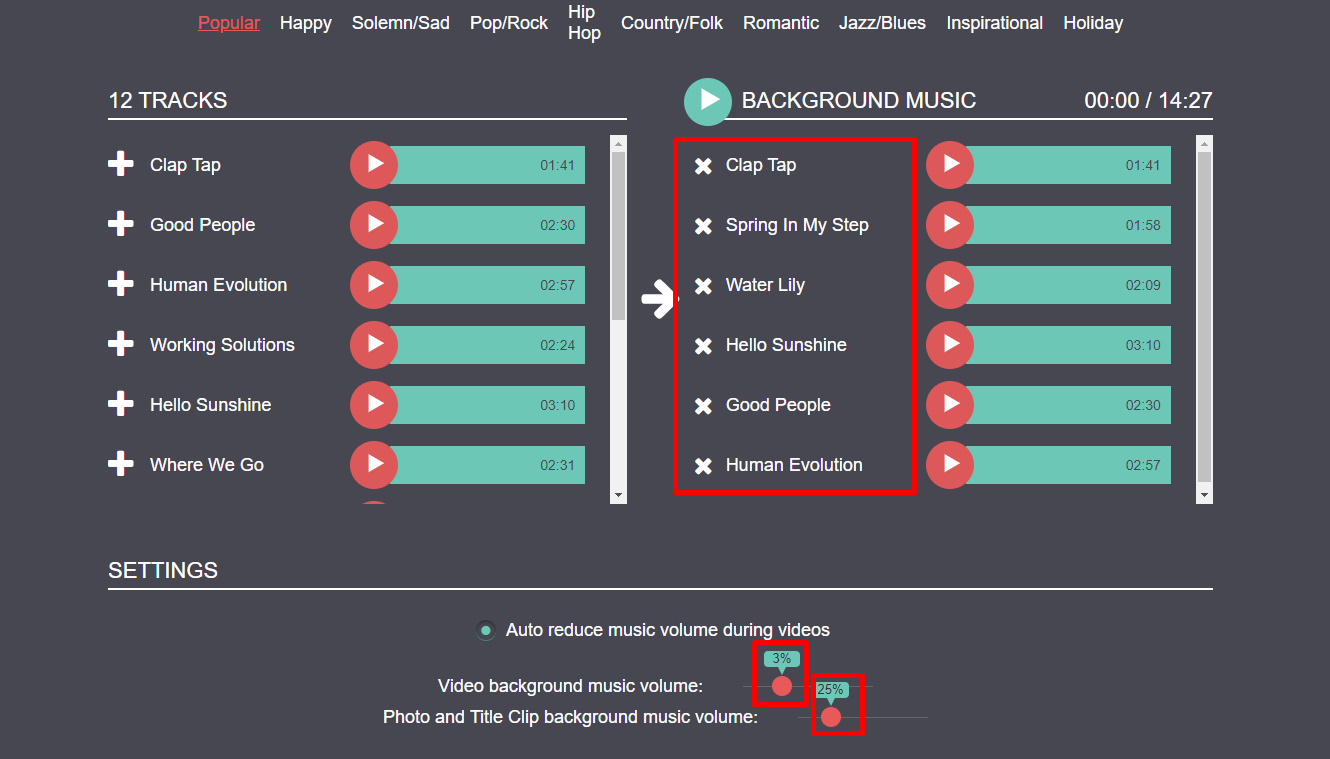 Popular Happy Solemn/Sad Pop/Rock Hip Hop Country/Folk Romantic Jazz/Blues Inspirational Holiday
12 TRACKS
Clap Tap 01:41
Good People 02:30
Human Evolution 02:57
Working Solutions 02:24
Hello Sunshine 03:10
Where We Go 02:31
BACKGROUND MUSIC 00:00 / 14:27
Clap Tap 01:41
Spring In My Step 01:58
Water Lily 02:09
Hello Sunshine 03:10
Good People 02:30
Human Evolution 02:57
SETTINGS
Auto reduce music volume during videos
3%
Video background music volume:
25%
Photo and Title Clip background music volume: